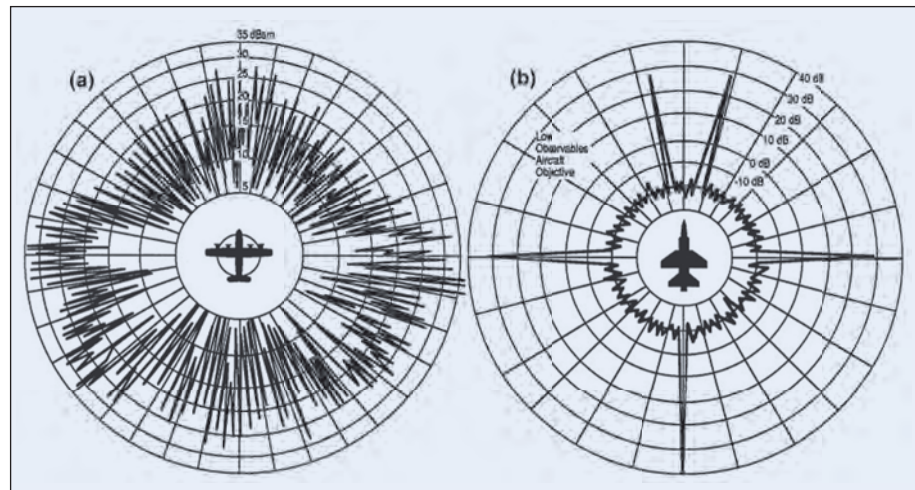 (a)
35 dBsm
30
25
20
15
10
5
(b)
40 dB
30 dB
20 dB
10 dB
0 dB
-10 dB
Low
Observables
Aircraft
Objective